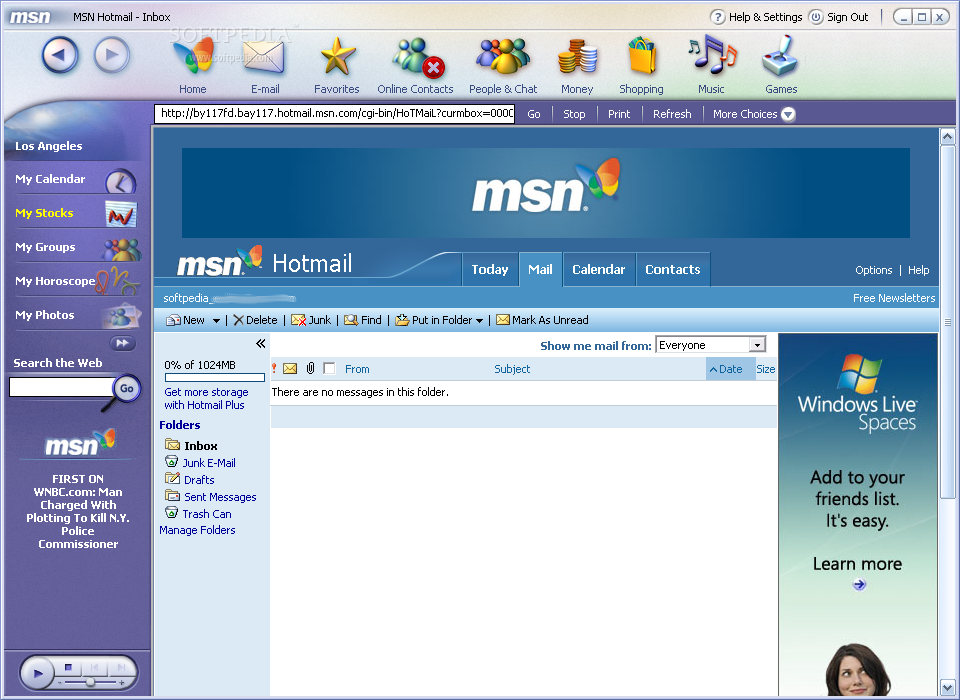 msn MSN Hotmail - Inbox
? Help & Settings Sign Out
SOFTPEDIA
www.softpedia.com
Home E-mail Favorites Online Contacts People & Chat Money Shopping Music Games
http://by117fd.bay117.hotmail.msn.com/cgi-bin/HoTMaiL?curmbox=000 Go Stop Print Refresh More Choices
Los Angeles
My Calendar
My Stocks
My Groups
My Horoscope
My Photos
Search the Web
Go
msn
FIRST ON
WNBC.com: Man
Charged With
Plotting To Kill N.Y.
Police
Commissioner
msn
msn Hotmail
Today Mail Calendar Contacts
Options | Help
softpedia_
Free Newsletters
New | Delete | Junk | Find | Put in Folder | Mark As Unread
«
0% of 1024MB
Get more storage
with Hotmail Plus
Folders
Inbox
Junk E-Mail
Drafts
Sent Messages
Trash Can
Manage Folders
Show me mail from: Everyone
! From Subject Date Size
There are no messages in this folder.
Windows Live
Spaces
Add to your
friends list.
It's easy.
Learn more